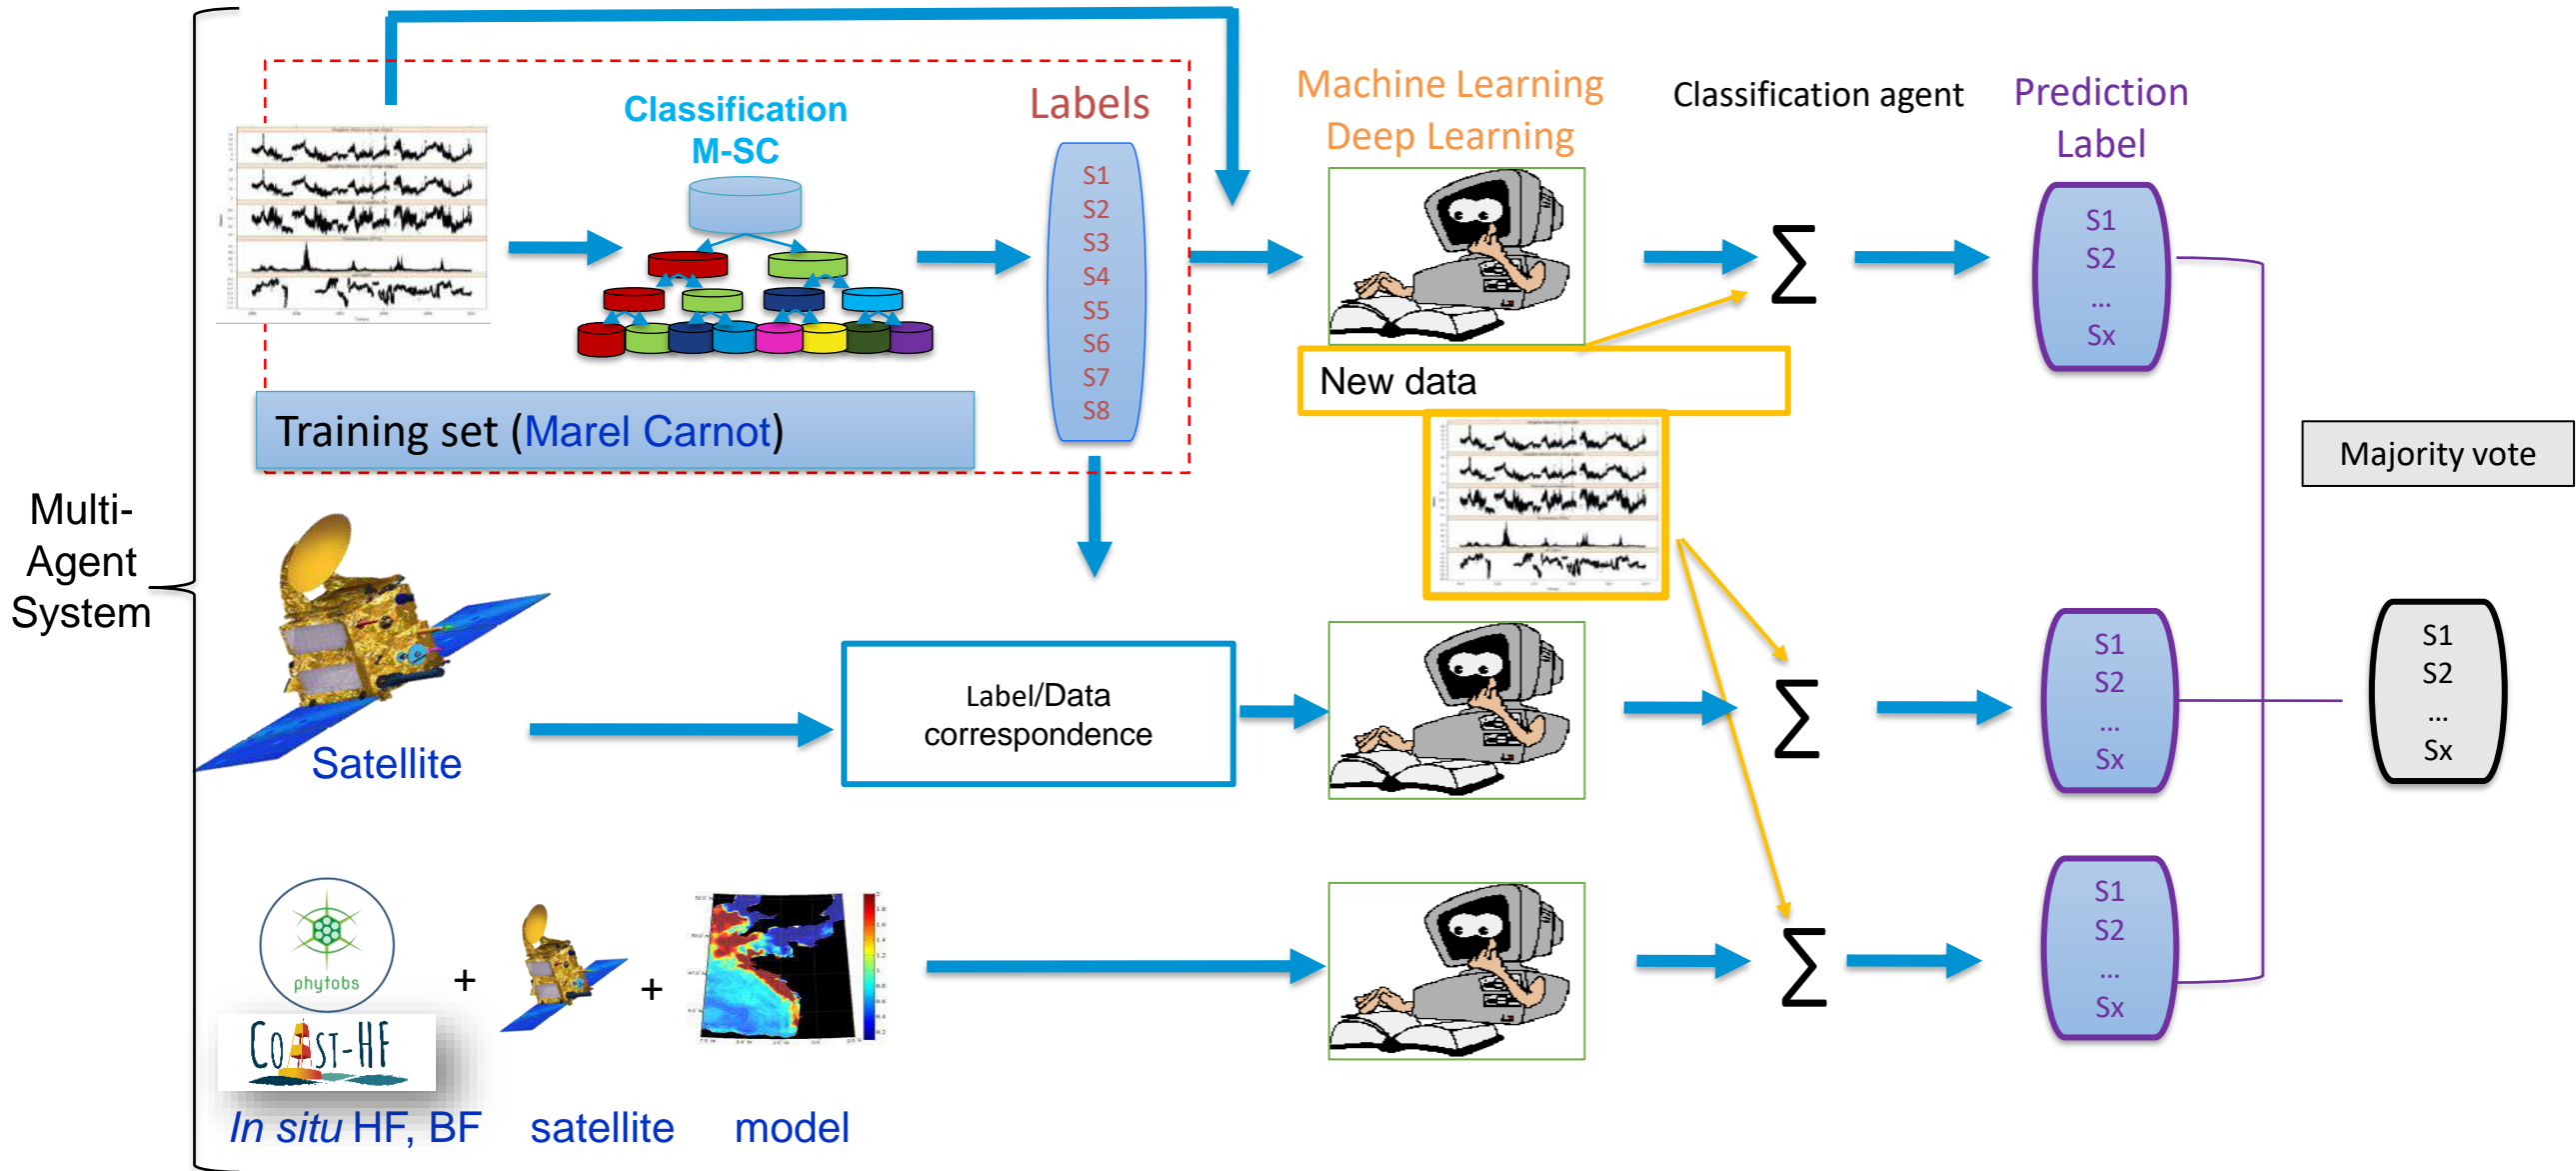 Multi-
Agent
System
Classification
M-SC
Labels
S1
S2
S3
S4
S5
S6
S7
S8
Training set (Marel Carnot)
Machine Learning
Deep Learning
Classification agent
Prediction
Label
∑
S1
S2
...
Sx
New data
Majority vote
Satellite
Label/Data
correspondence
∑
S1
S2
...
Sx
S1
S2
...
Sx
phytobs
COAST-HF
+
+
∑
S1
S2
...
Sx
In situ HF, BF
satellite
model